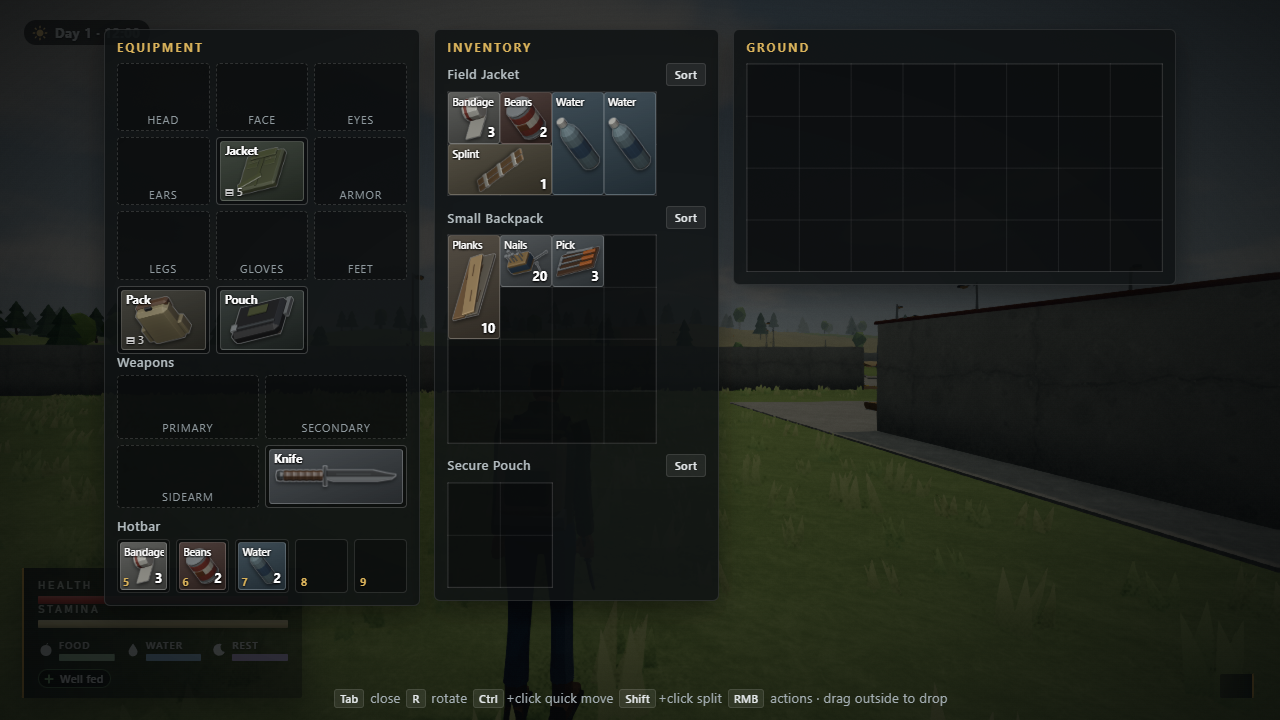 Day 1 -
EQUIPMENT
HEAD
FACE
EYES
EARS
Jacket
5
ARMOR
LEGS
GLOVES
FEET
Pack
3
Pouch
Weapons
PRIMARY
SECONDARY
SIDEARM
Knife
Hotbar
Bandage
5
3
Beans
6
2
Water
7
2
8
9
INVENTORY
Field Jacket
Sort
Bandage
3
Beans
2
Water
Water
Splint
1
Small Backpack
Sort
Planks
10
Nails
20
Pick
3
Secure Pouch
Sort
GROUND
HEALTH
STAMINA
FOOD
WATER
REST
+ Well fed
Tab close R rotate Ctrl +click quick move Shift +click split RMB actions · drag outside to drop